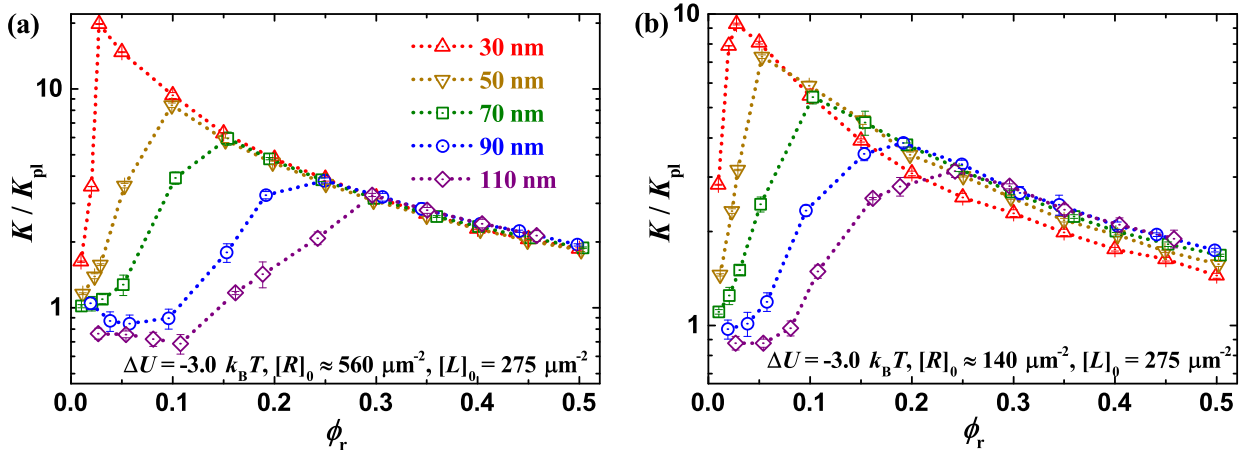 (a)
K / K_pl
10
1
30 nm
50 nm
70 nm
90 nm
110 nm
ΔU = -3.0 k_BT, [R]_0 ≈ 560 μm^-2, [L]_0 = 275 μm^-2
0.0 0.1 0.2 0.3 0.4 0.5
ϕ_r
(b)
K / K_pl
10
1
ΔU = -3.0 k_BT, [R]_0 ≈ 140 μm^-2, [L]_0 = 275 μm^-2
0.0 0.1 0.2 0.3 0.4 0.5
ϕ_r